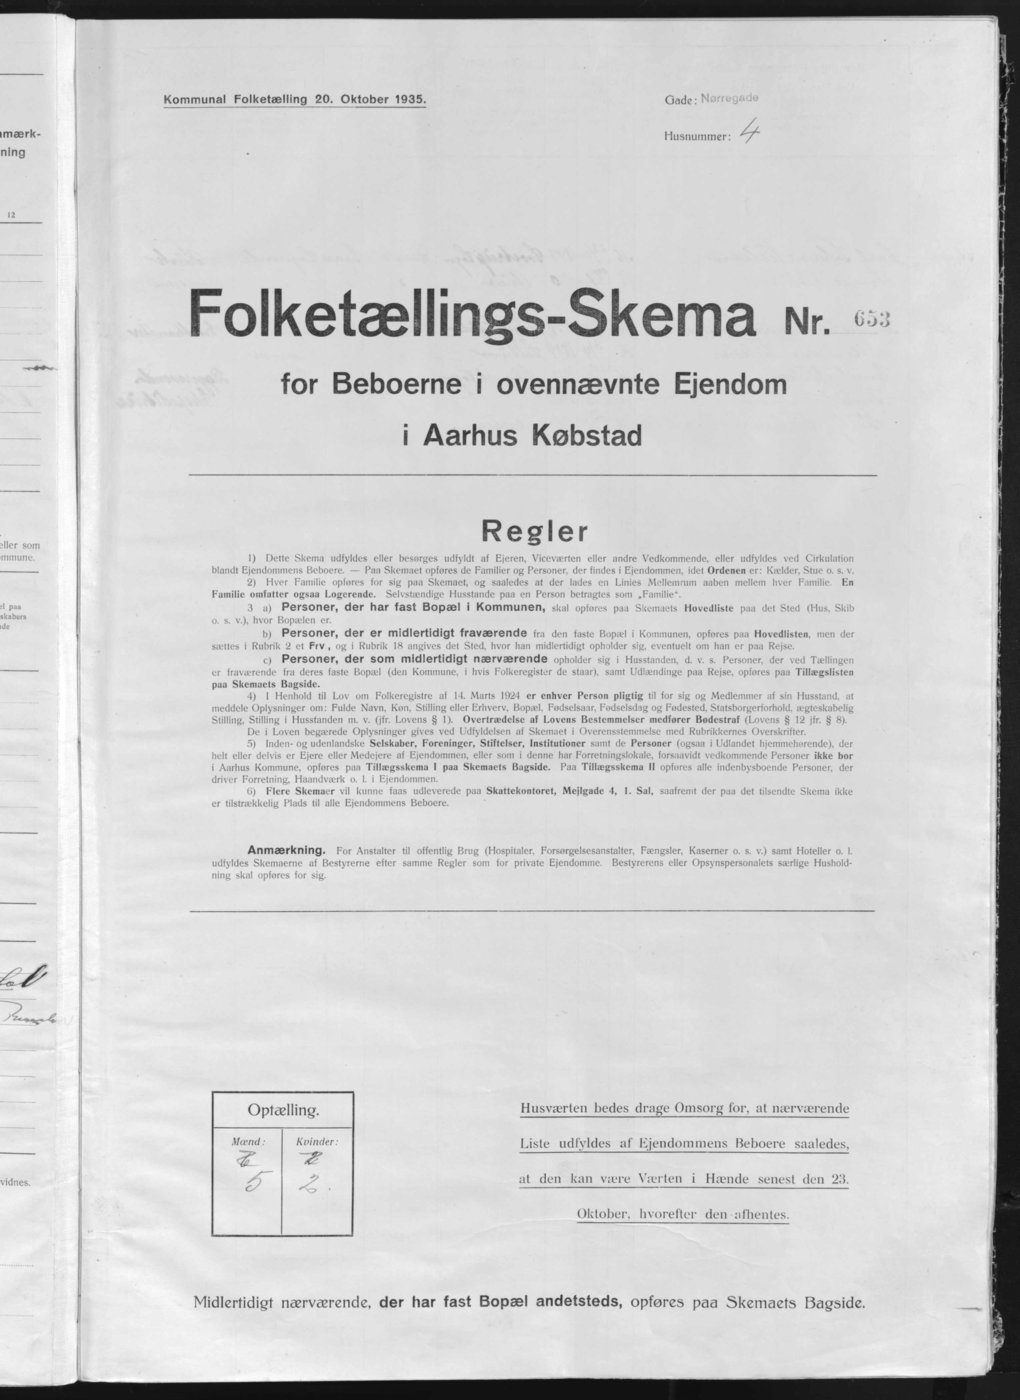 mærk-
ning
12
eller som
ommune.
el paa
skabers
vidnes.
Kommunal Folketælling 20. Oktober 1935.
Gade: Nørregade
Husnummer: 4
Folketællings-Skema Nr. 653
for Beboerne i ovennævnte Ejendom
i Aarhus Købstad
Regler
1) Dette Skema udfyldes eller besørges udfyldt af Ejeren, Viceværten eller andre Vedkommende, eller udfyldes ved Cirkulation
blandt Ejendommens Beboere. — Paa Skemaet opføres de Familier og Personer, der findes i Ejendommen, idet Ordenen er: Kælder, Stue o. s. v.
2) Hver Familie opføres for sig paa Skemaet, og saaledes at der lades en Linies Mellemrum aaben mellem hver Familie. En
Familie omfatter ogsaa Logerende. Selvstændige Husstande paa en Person betragtes som „Familie“.
3 a) Personer, der har fast Bopæl i Kommunen, skal opføres paa Skemaets Hovedliste paa det Sted (Hus, Skib
o. s. v.), hvor Bopælen er.
b) Personer, der er midlertidigt fraværende fra den faste Bopæl i Kommunen, opføres paa Hovedlisten, men der
sættes i Rubrik 2 et Frv, og i Rubrik 18 angives det Sted, hvor han midlertidigt opholder sig, eventuelt om han er paa Rejse.
c) Personer, der som midlertidigt nærværende opholder sig i Husstanden, d. v. s. Personer, der ved Tællingen
er fraværende fra deres faste Bopæl (den Kommune, i hvis Folkeregister de staar), samt Udlændinge paa Rejse, opføres paa Tillægslisten
paa Skemaets Bagside.
4) I Henhold til Lov om Folkeregistre af 14. Marts 1924 er enhver Person pligtig til for sig og Medlemmer af sin Husstand, at
meddele Oplysninger om: Fulde Navn, Køn, Stilling eller Erhverv, Bopæl, Fødselsaar, Fødselsdag og Fødested, Statsborgerforhold, ægteskabelig
Stilling, Stilling i Husstanden m. v. (jfr. Lovens § 1). Overtrædelse af Lovens Bestemmelser medfører Bødestraf (Lovens § 12 jfr. § 8).
De i Loven begærede Oplysninger gives ved Udfyldelsen af Skemaet i Overensstemmelse med Rubrikkernes Overskrifter.
5) Inden- og udenlandske Selskaber, Foreninger, Stiftelser, Institutioner samt de Personer (ogsaa i Udlandet hjemmehørende), der
helt eller delvis er Ejere eller Medejere af Ejendommen, eller som i denne har Forretningslokale, forsaavidt vedkommende Personer ikke bor
i Aarhus Kommune, opføres paa Tillægsskema I paa Skemaets Bagside. Paa Tillægsskema II opføres alle indenbysboende Personer, der
driver Forretning, Haandværk o. l. i Ejendommen.
6) Flere Skemaer vil kunne faas udleverede paa Skattekontoret, Mejlgade 4, 1. Sal, saafremt der paa det tilsendte Skema ikke
er tilstrækkelig Plads til alle Ejendommens Beboere.
Anmærkning. For Anstalter til offentlig Brug (Hospitaler, Forsørgelsesanstalter, Fængsler, Kaserner o. s. v.) samt Hoteller o. l.
udfyldes Skemaerne af Bestyrerne efter samme Regler som for private Ejendomme. Bestyrerens eller Opsynspersonalets særlige Hushold-
ning skal opføres for sig.
Optælling.
Mænd: Kvinder:
5 2
Husværten bedes drage Omsorg for, at nærværende
Liste udfyldes af Ejendommens Beboere saaledes,
at den kan være Værten i Hænde senest den 23.
Oktober, hvorefter den afhentes.
Midlertidigt nærværende, der har fast Bopæl andetsteds, opføres paa Skemaets Bagside.